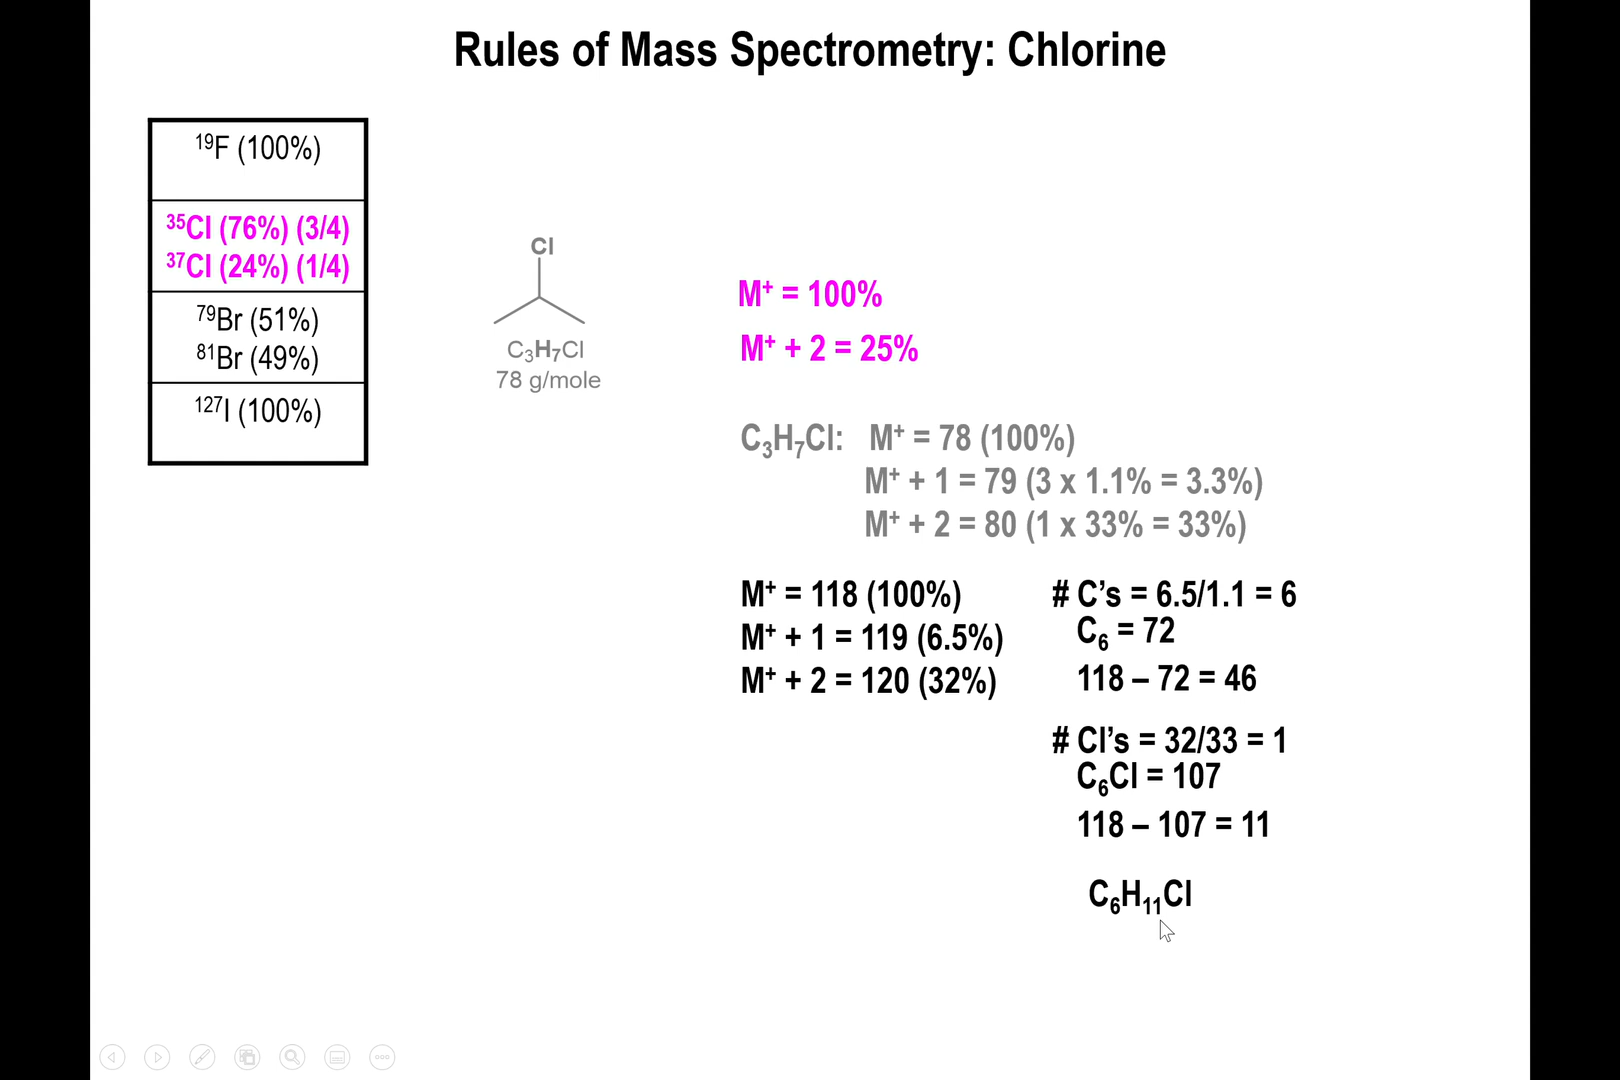 Rules of Mass Spectrometry: Chlorine
¹⁹F (100%)
³⁵Cl (76%) (3/4)
³⁷Cl (24%) (1/4)
⁷⁹Br (51%)
⁸¹Br (49%)
¹²⁷I (100%)
Cl
C₃H₇Cl
78 g/mole
M⁺ = 100%
M⁺ + 2 = 25%
C₃H₇Cl: M⁺ = 78 (100%)
M⁺ + 1 = 79 (3 x 1.1% = 3.3%)
M⁺ + 2 = 80 (1 x 33% = 33%)
M⁺ = 118 (100%)
M⁺ + 1 = 119 (6.5%)
M⁺ + 2 = 120 (32%)
# C’s = 6.5/1.1 = 6
C₆ = 72
118 – 72 = 46
# Cl’s = 32/33 = 1
C₆Cl = 107
118 – 107 = 11
C₆H₁₁Cl